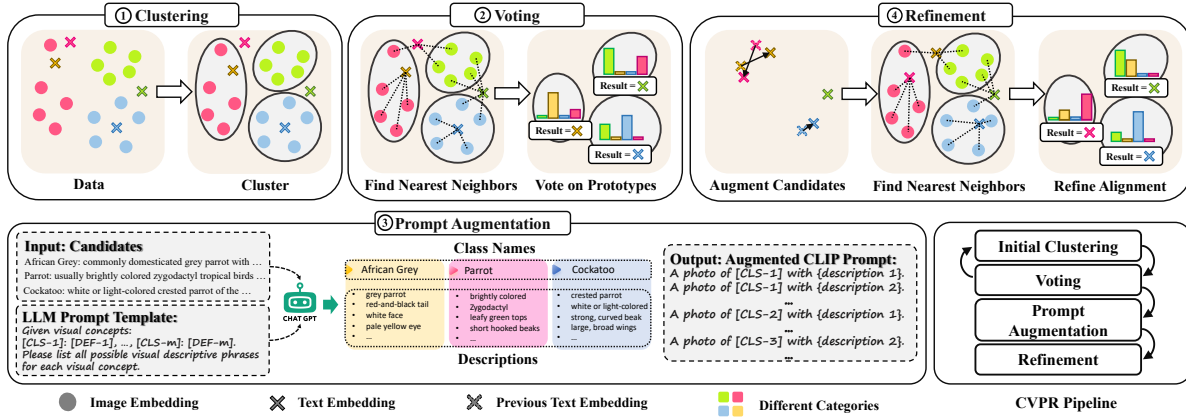 ① Clustering
Data
Cluster
② Voting
Result =
Result =
Result =
Find Nearest Neighbors
Vote on Prototypes
④ Refinement
Result =
Result =
Result =
Augment Candidates
Find Nearest Neighbors
Refine Alignment
③ Prompt Augmentation
Input: Candidates
African Grey: commonly domesticated grey parrot with …
Parrot: usually brightly colored zygodactyl tropical birds …
Cockatoo: white or light-colored crested parrot of the …
LLM Prompt Template:
Given visual concepts:
[CLS-1]: [DEF-1], …, [CLS-m]: [DEF-m].
Please list all possible visual descriptive phrases
for each visual concept.
CHAT GPT
Class Names
African Grey
Parrot
Cockatoo
• grey parrot
• red-and-black tail
• white face
• pale yellow eye
• ...
• brightly colored
• Zygodactyl
• leafy green tops
• short hooked beaks
• ...
• crested parrot
• white or light-colored
• strong, curved beak
• large, broad wings
• ...
Descriptions
Output: Augmented CLIP Prompt:
A photo of [CLS-1] with {description 1}.
A photo of [CLS-1] with {description 2}.
…
A photo of [CLS-2] with {description 1}.
…
A photo of [CLS-3] with {description 2}.
…
Initial Clustering
Voting
Prompt
Augmentation
Refinement
CVPR Pipeline
Image Embedding
Text Embedding
Previous Text Embedding
Different Categories